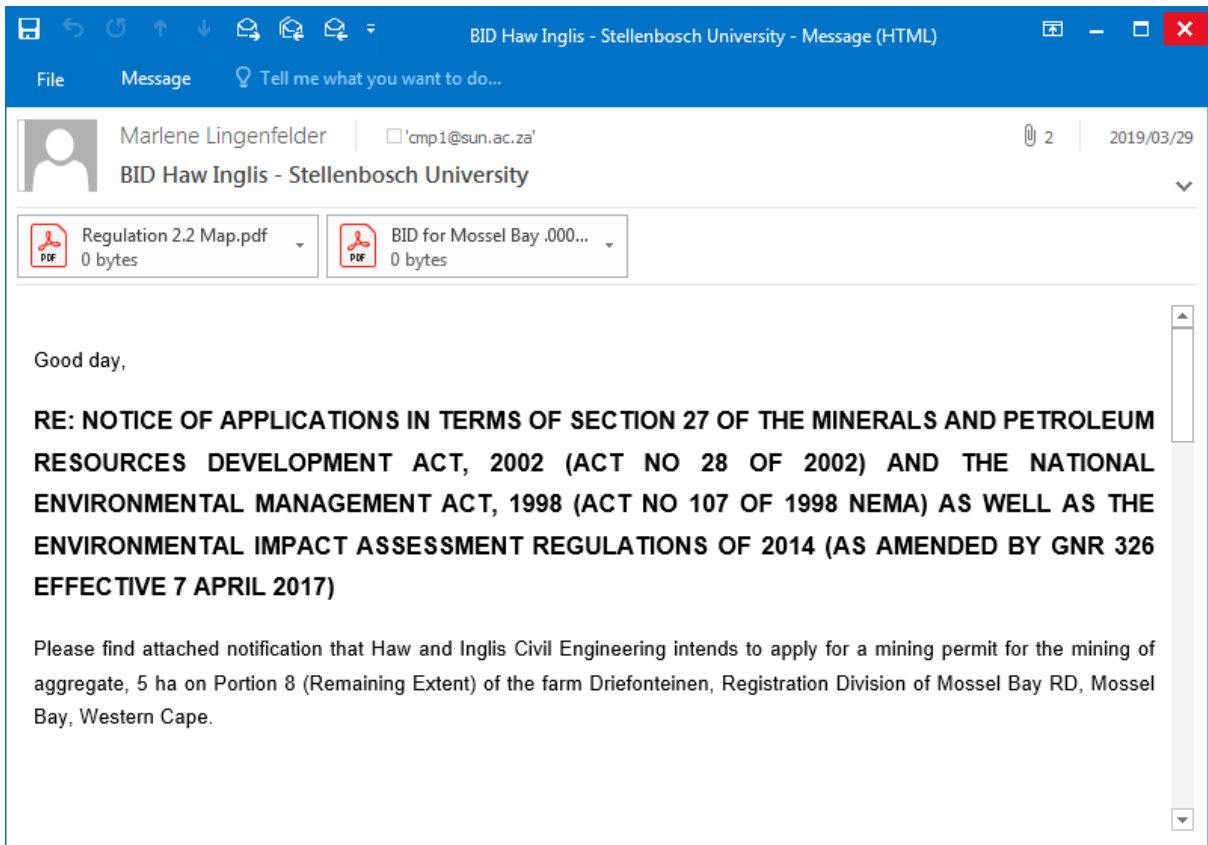 BID Haw Inglis - Stellenbosch University - Message (HTML)
File Message Tell me what you want to do...
Marlene Lingenfelder 'cmp1@sun.ac.za' 2 2019/03/29
BID Haw Inglis - Stellenbosch University
Regulation 2.2 Map.pdf BID for Mossel Bay .000...
PDF 0 bytes PDF 0 bytes
Good day,
RE: NOTICE OF APPLICATIONS IN TERMS OF SECTION 27 OF THE MINERALS AND PETROLEUM
RESOURCES DEVELOPMENT ACT, 2002 (ACT NO 28 OF 2002) AND THE NATIONAL
ENVIRONMENTAL MANAGEMENT ACT, 1998 (ACT NO 107 OF 1998 NEMA) AS WELL AS THE
ENVIRONMENTAL IMPACT ASSESSMENT REGULATIONS OF 2014 (AS AMENDED BY GNR 326
EFFECTIVE 7 APRIL 2017)
Please find attached notification that Haw and Inglis Civil Engineering intends to apply for a mining permit for the mining of
aggregate, 5 ha on Portion 8 (Remaining Extent) of the farm Driefonteinen, Registration Division of Mossel Bay RD, Mossel
Bay, Western Cape.